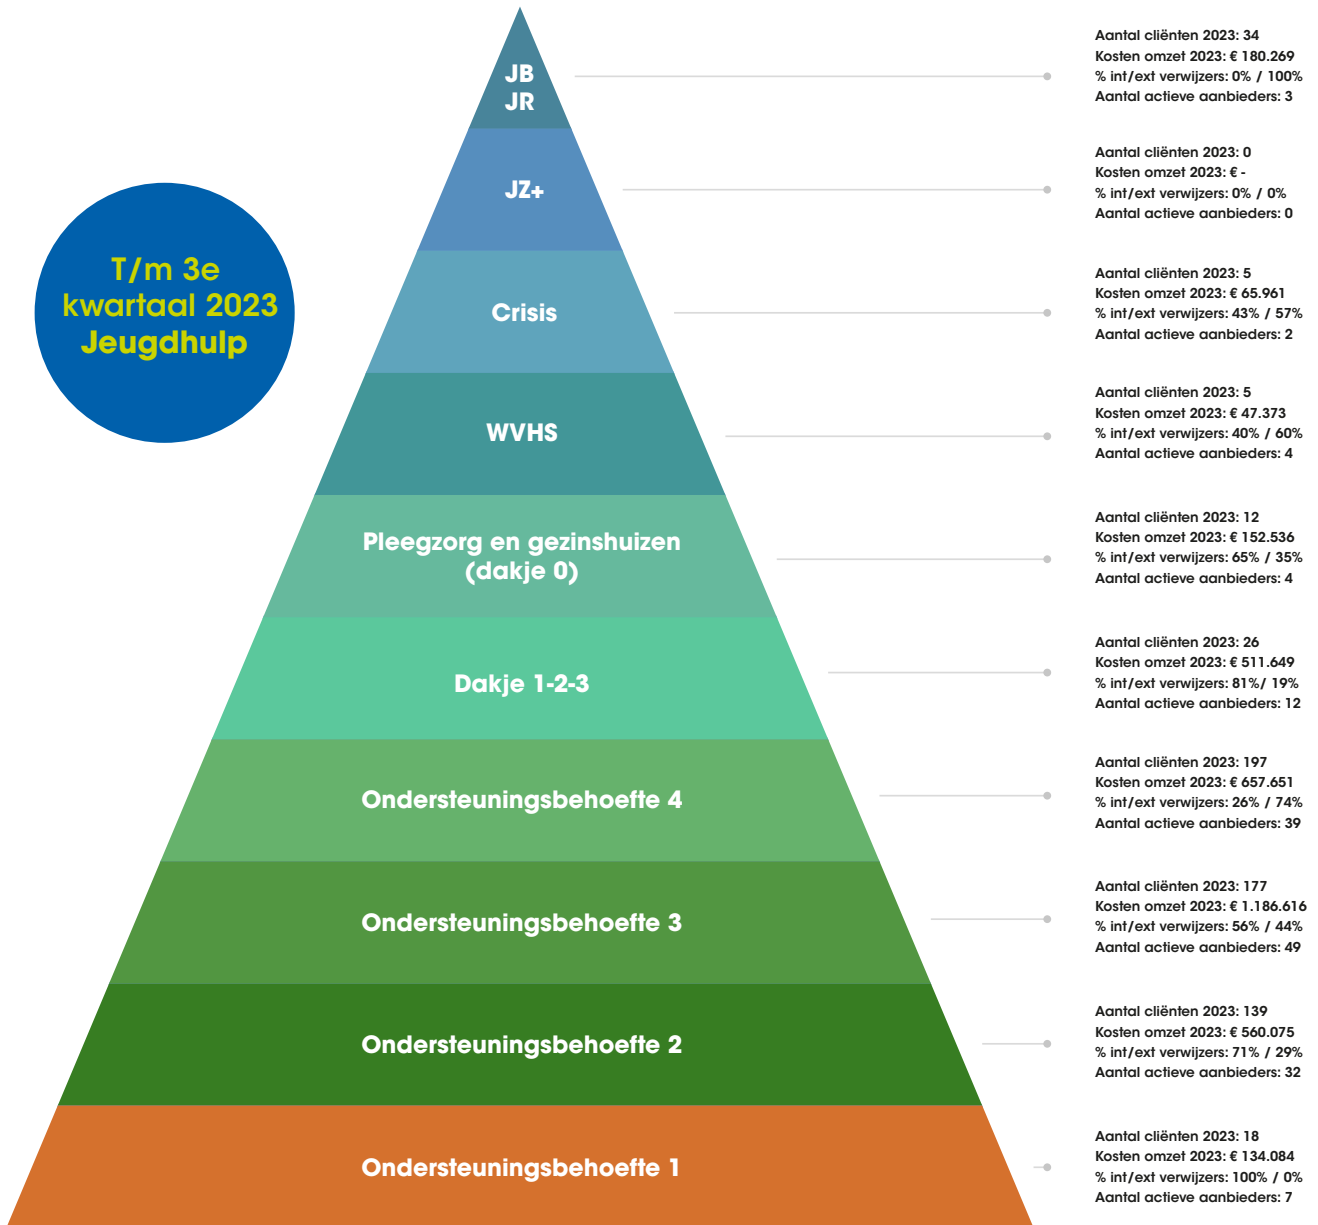 T/m 3e
kwartaal 2023
Jeugdhulp
JB
JR
Aantal cliënten 2023: 34
Kosten omzet 2023: € 180.269
% int/ext verwijzers: 0% / 100%
Aantal actieve aanbieders: 3
JZ+
Aantal cliënten 2023: 0
Kosten omzet 2023: € -
% int/ext verwijzers: 0% / 0%
Aantal actieve aanbieders: 0
Crisis
Aantal cliënten 2023: 5
Kosten omzet 2023: € 65.961
% int/ext verwijzers: 43% / 57%
Aantal actieve aanbieders: 2
WVHS
Aantal cliënten 2023: 5
Kosten omzet 2023: € 47.373
% int/ext verwijzers: 40% / 60%
Aantal actieve aanbieders: 4
Pleegzorg en gezinshuizen
(dakje 0)
Aantal cliënten 2023: 12
Kosten omzet 2023: € 152.536
% int/ext verwijzers: 65% / 35%
Aantal actieve aanbieders: 4
Dakje 1-2-3
Aantal cliënten 2023: 26
Kosten omzet 2023: € 511.649
% int/ext verwijzers: 81%/ 19%
Aantal actieve aanbieders: 12
Ondersteuningsbehoefte 4
Aantal cliënten 2023: 197
Kosten omzet 2023: € 657.651
% int/ext verwijzers: 26% / 74%
Aantal actieve aanbieders: 39
Ondersteuningsbehoefte 3
Aantal cliënten 2023: 177
Kosten omzet 2023: € 1.186.616
% int/ext verwijzers: 56% / 44%
Aantal actieve aanbieders: 49
Ondersteuningsbehoefte 2
Aantal cliënten 2023: 139
Kosten omzet 2023: € 560.075
% int/ext verwijzers: 71% / 29%
Aantal actieve aanbieders: 32
Ondersteuningsbehoefte 1
Aantal cliënten 2023: 18
Kosten omzet 2023: € 134.084
% int/ext verwijzers: 100% / 0%
Aantal actieve aanbieders: 7